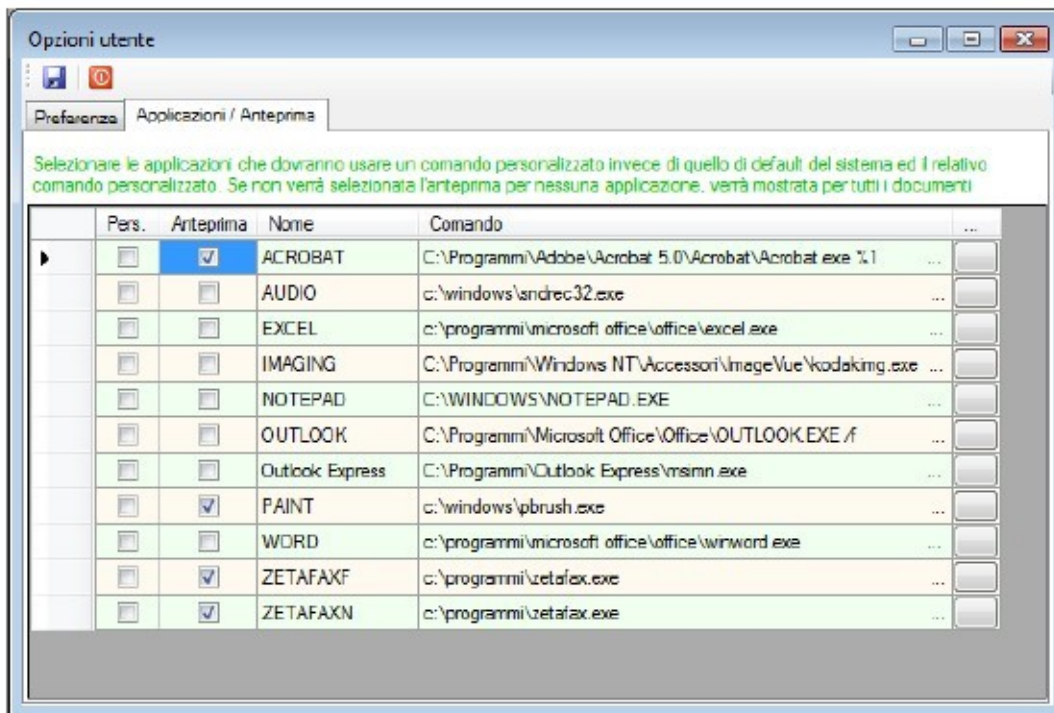 Opzioni utente
Preferenze Applicazioni / Anteprima
Selezionare le applicazioni che dovranno usare un comando personalizzato invece di quello di default del sistema ed il relativo
comando personalizzato. Se non verrà selezionata l'anteprima per nessuna applicazione, verrà mostrata per tutti i documenti
Pers. Anteprima Nome Comando ...
ACROBAT C:\Programmi\Adobe\Acrobat 5.0\Acrobat\Acrobat.exe %1 ...
AUDIO c:\windows\sndrec32.exe ...
EXCEL c:\programmi\microsoft office\office\excel.exe ...
IMAGING C:\Programmi\Windows NT\Accessori\ImageVue\kodakimg.exe ...
NOTEPAD C:\WINDOWS\NOTEPAD.EXE ...
OUTLOOK C:\Programmi\Microsoft Office\Office\OUTLOOK.EXE /f ...
Outlook Express C:\Programmi\Outlook Express\msimn.exe ...
PAINT c:\windows\pbrush.exe ...
WORD c:\programmi\microsoft office\office\winword.exe ...
ZETAFAXF c:\programmi\zetafax.exe ...
ZETAFAXN c:\programmi\zetafax.exe ...